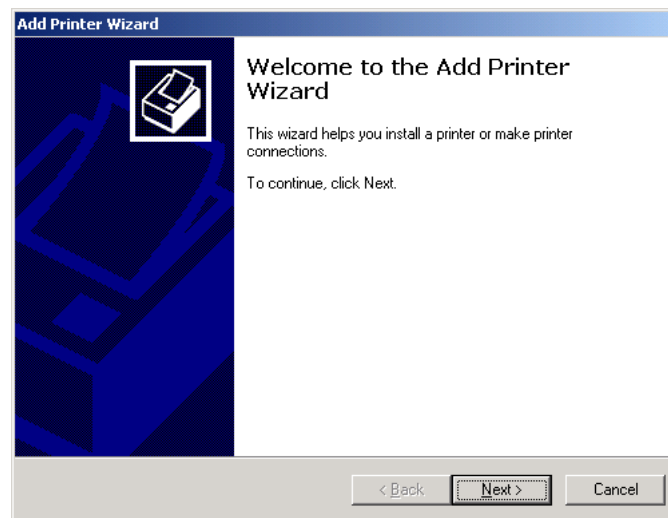 Add Printer Wizard
Welcome to the Add Printer
Wizard
This wizard helps you install a printer or make printer
connections.
To continue, click Next.
< Back
Next >
Cancel